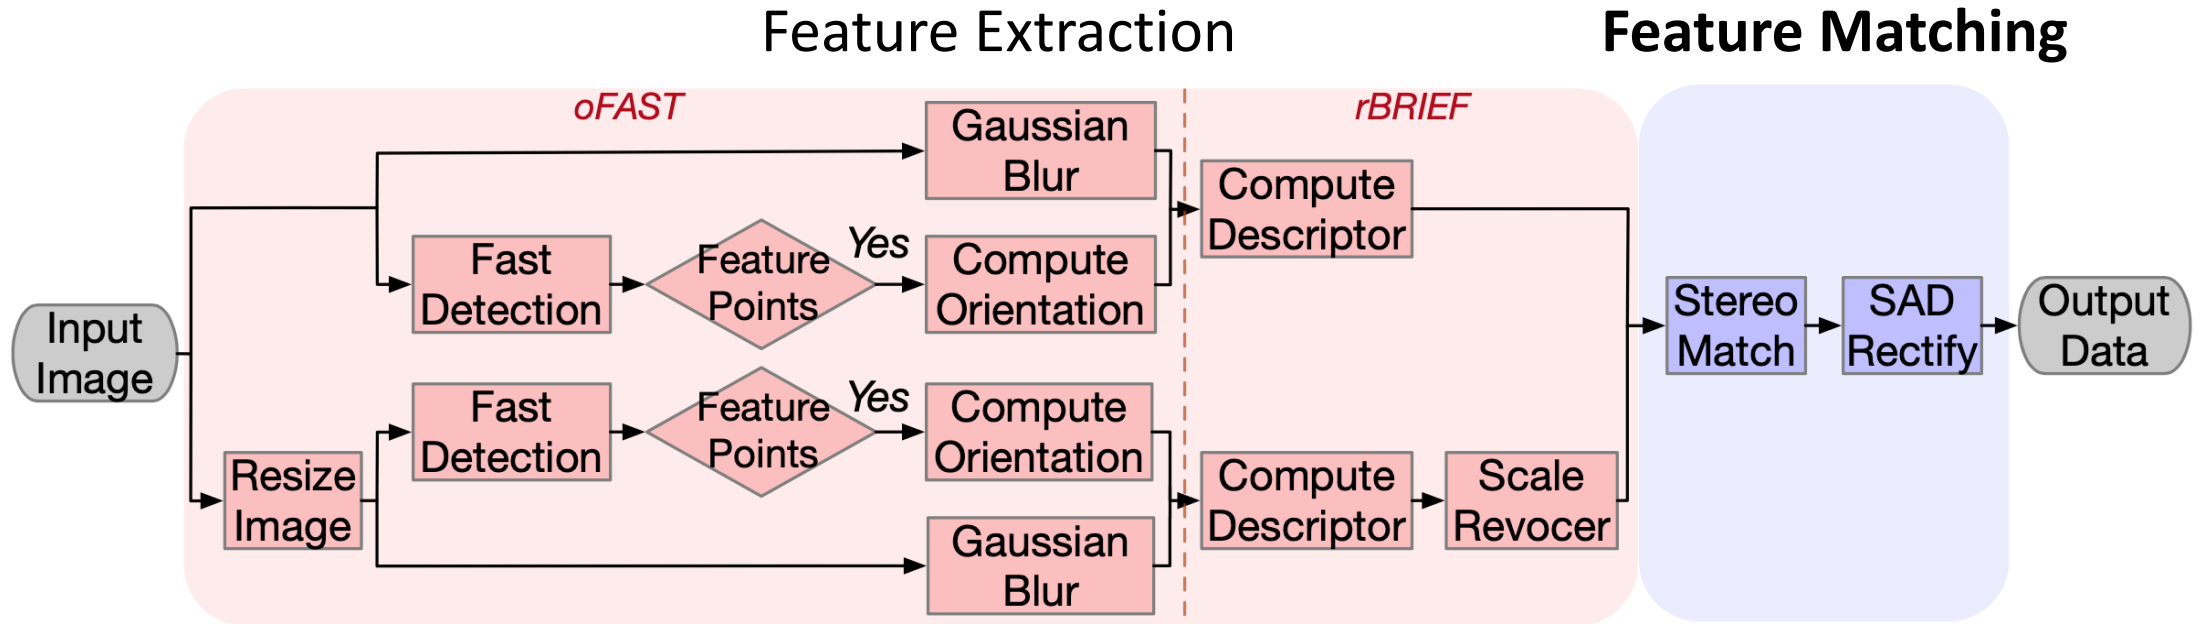 Feature Extraction
Feature Matching
oFAST
rBRIEF
Gaussian
Blur
Compute
Descriptor
Fast
Detection
Feature
Points
Yes
Compute
Orientation
Input
Image
Stereo
Match
SAD
Rectify
Output
Data
Fast
Detection
Feature
Points
Yes
Compute
Orientation
Resize
Image
Compute
Descriptor
Scale
Revocer
Gaussian
Blur